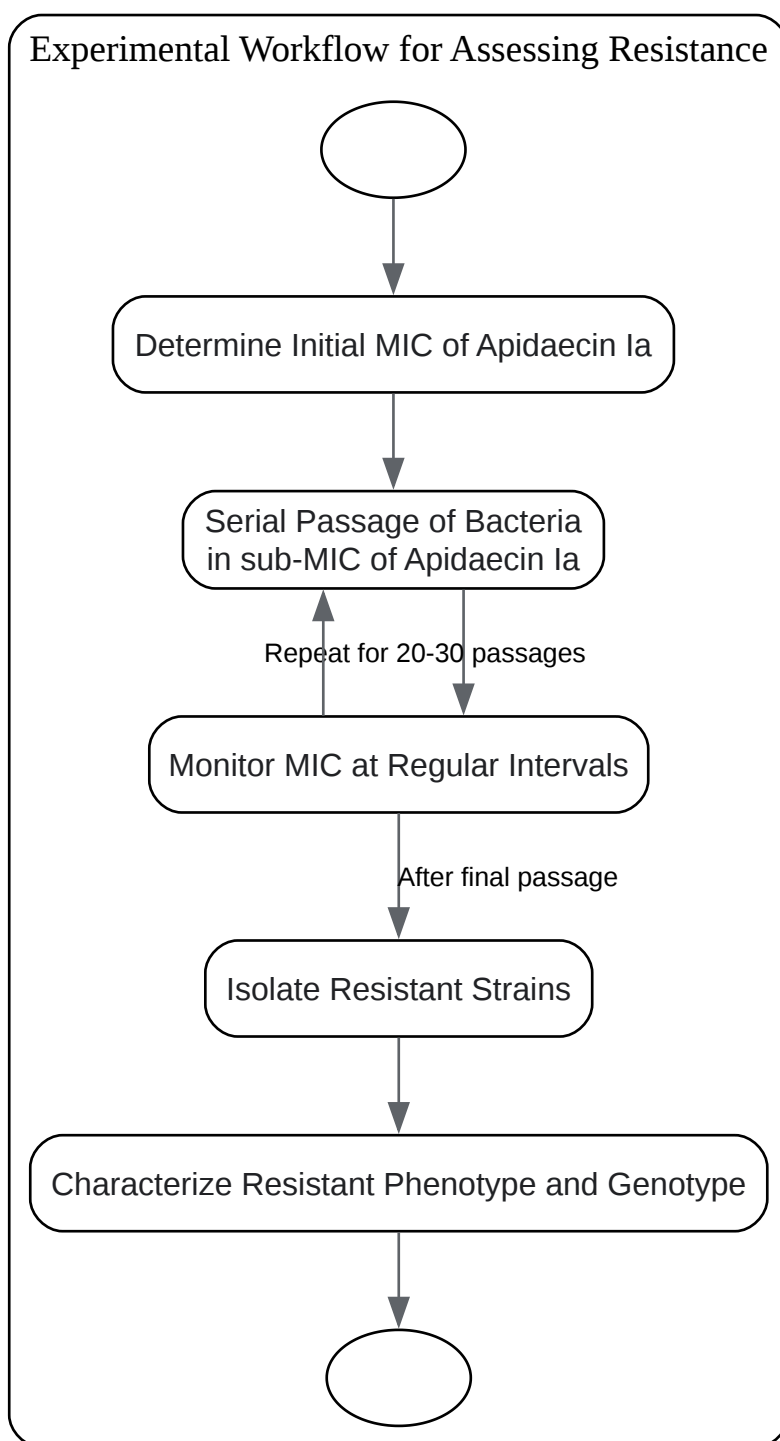 Experimental Workflow for Assessing Resistance
Determine Initial MIC of Apidaecin Ia
Serial Passage of Bacteria
in sub-MIC of Apidaecin Ia
Repeat for 20-30 passages
Monitor MIC at Regular Intervals
After final passage
Isolate Resistant Strains
Characterize Resistant Phenotype and Genotype